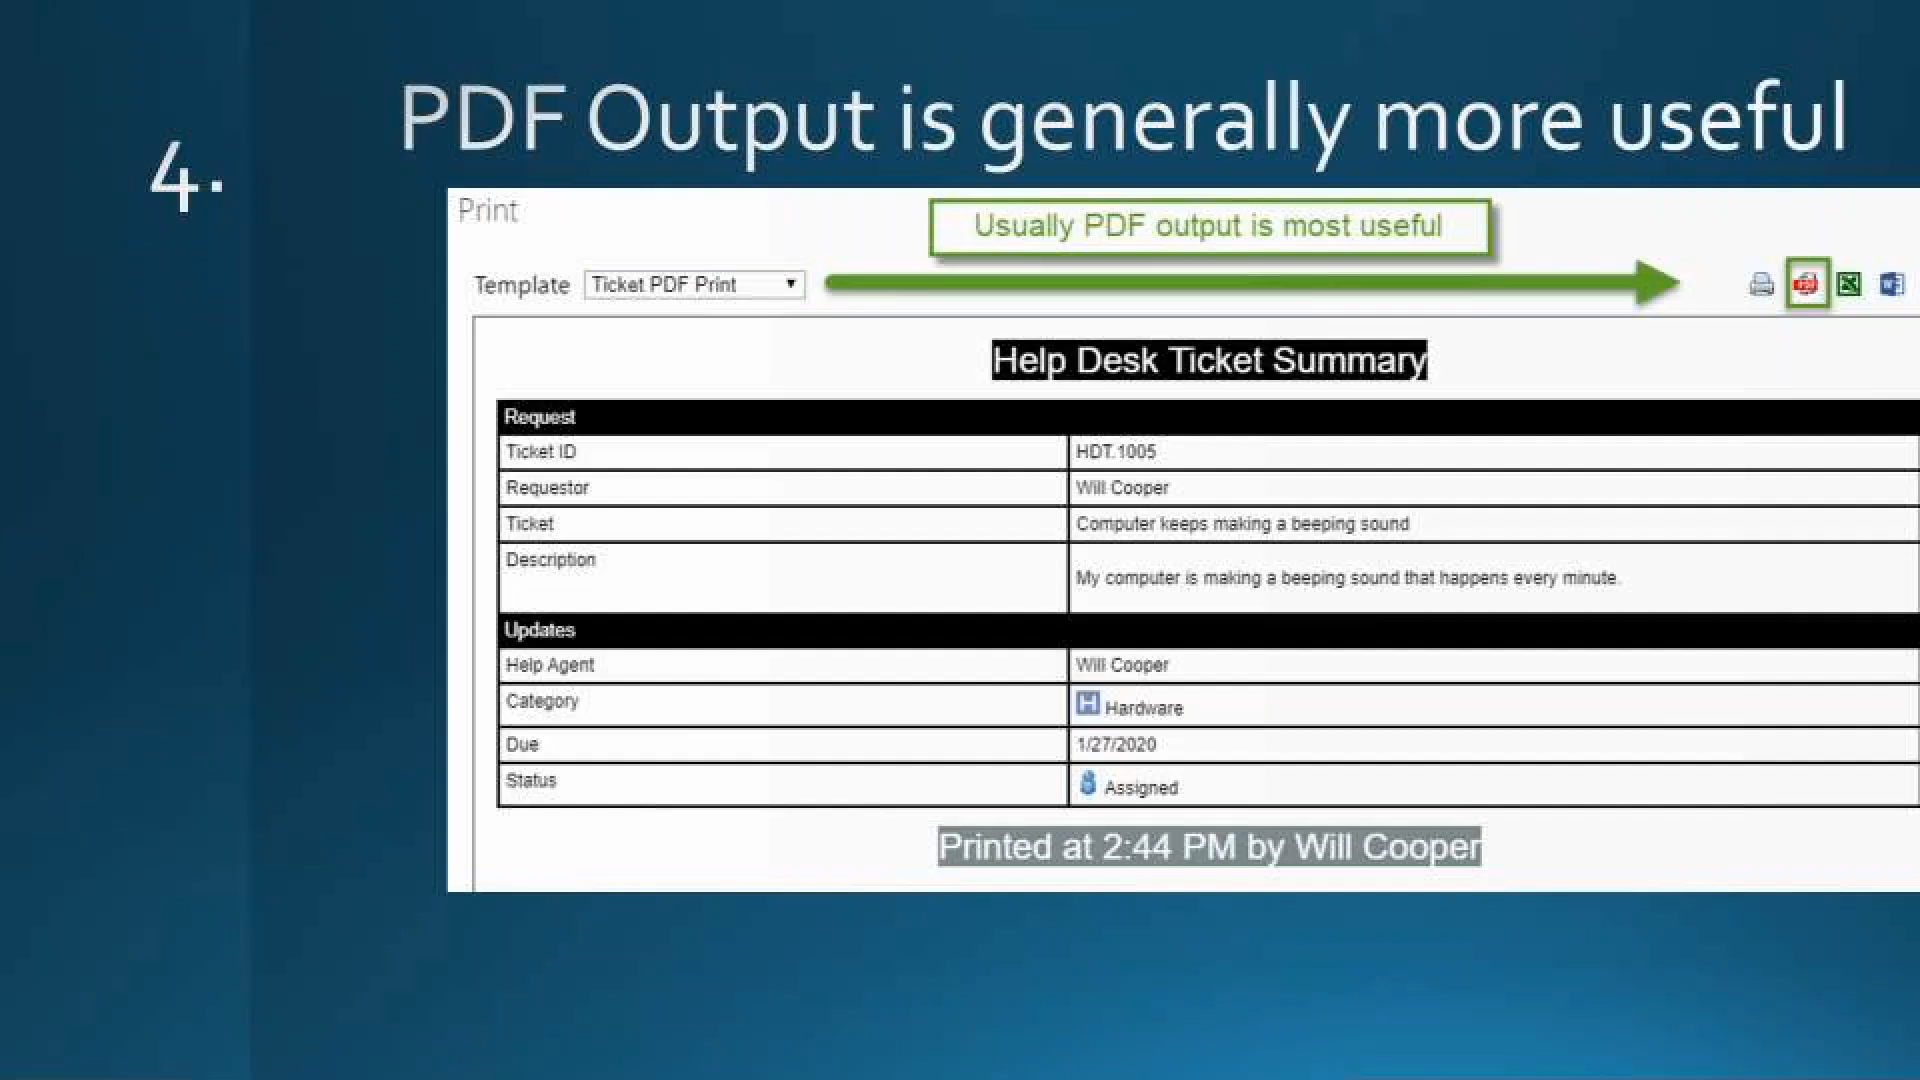 4.
PDF Output is generally more useful
Print
Usually PDF output is most useful
Template Ticket PDF Print
Help Desk Ticket Summary
Request
Ticket ID HDT.1005
Requestor Will Cooper
Ticket Computer keeps making a beeping sound
Description My computer is making a beeping sound that happens every minute.
Updates
Help Agent Will Cooper
Category H Hardware
Due 1/27/2020
Status Assigned
Printed at 2:44 PM by Will Cooper